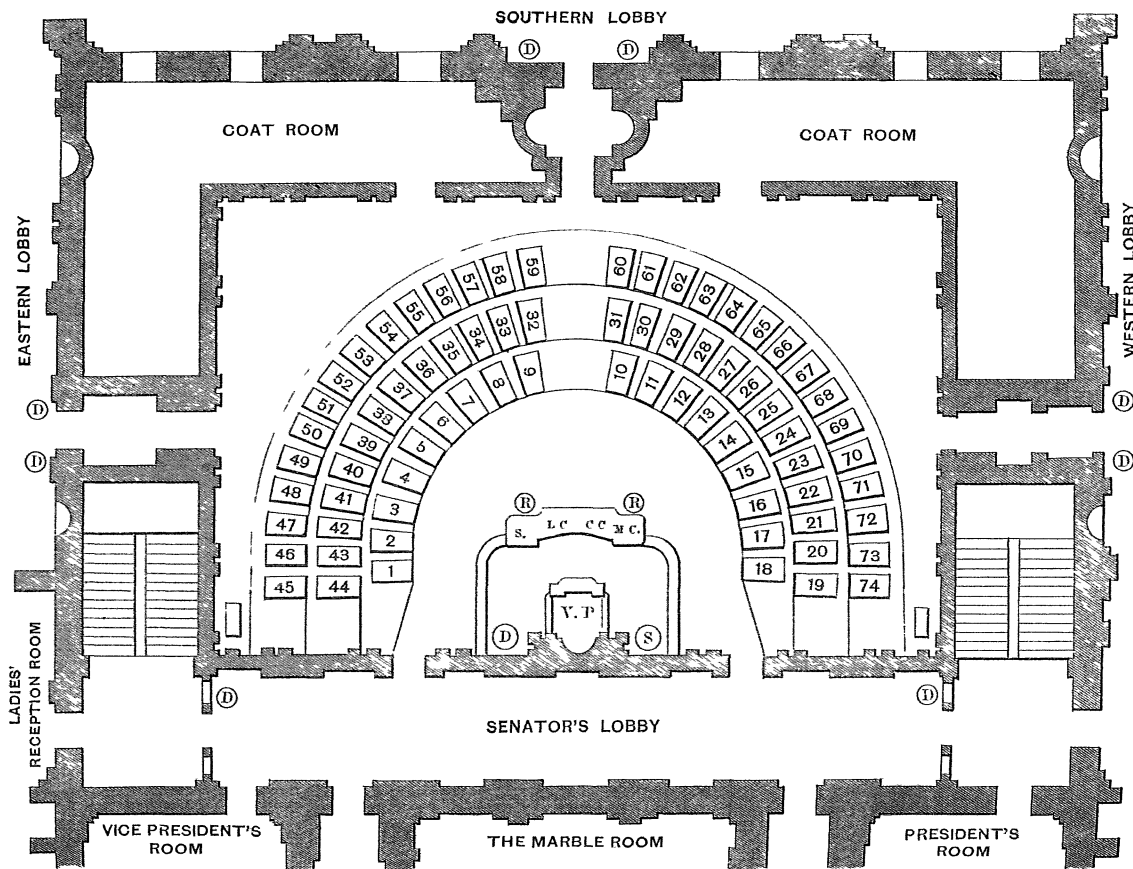 SOUTHERN LOBBY
D
D
COAT ROOM
COAT ROOM
EASTERN LOBBY
WESTERN LOBBY
59
60
58
61
57
62
56
63
55
64
54
65
53
66
52
67
51
68
50
69
49
70
48
71
47
72
46
73
45
74
32
31
33
30
34
29
35
28
36
27
37
26
38
25
39
24
40
23
41
22
42
21
43
20
44
19
9
10
8
11
7
12
6
13
5
14
4
15
3
16
2
17
1
18
D
D
D
D
R
R
S. L C. C C M C.
V. P
D
S
LADIES'
RECEPTION ROOM
D
D
SENATOR'S LOBBY
VICE PRESIDENT'S
ROOM
THE MARBLE ROOM
PRESIDENT'S
ROOM